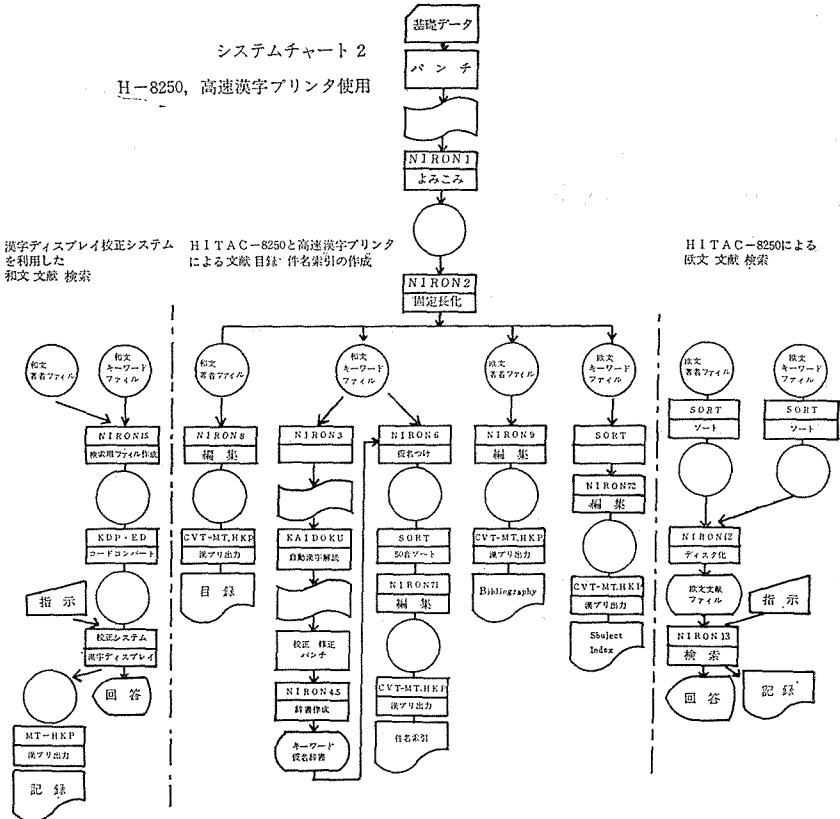 基礎データ
システムチャート 2
パンチ
H-8250, 高速漢字プリンタ使用
NIRON1
よみこみ
漢字ディスプレイ校正システム
を利用した
和文 文献 検索
HITAC-8250と高速漢字プリンタ
による文献目録・件名索引の作成
HITAC-8250による
欧文 文献 検索
NIRON2
固定長化
和文
著者ファイル
和文
キーワード
ファイル
和文
著者ファイル
和文
キーワード
ファイル
欧文
著者ファイル
欧文
キーワード
ファイル
欧文
著者ファイル
欧文
キーワード
ファイル
NIRON15
検索用ファイル作成
KDP・ED
コードコンバート
指示
校正システム
漢字ディスプレイ
回答
MT-HKP
漢プリ出力
記録
NIRON8
編集
CVT-MT,HKP
漢プリ出力
目録
NIRON3
KAIDOKU
自動漢字解読
校正 修正
パンチ
NIRON4,5
辞書作成
キーワード
仮名辞書
NIRON6
仮名つけ
SORT
50音ソート
NIRON71
編集
CVT-MT,HKP
漢プリ出力
件名索引
NIRON9
編集
CVT-MT,HKP
漢プリ出力
Bibliography
SORT
NIRON72
編集
CVT-MT,HKP
漢プリ出力
Sbuject
Index
SORT
ソート
SORT
ソート
NIRON12
ディスク化
欧文文献
ファイル
指示
NIRON13
検索
回答
記録